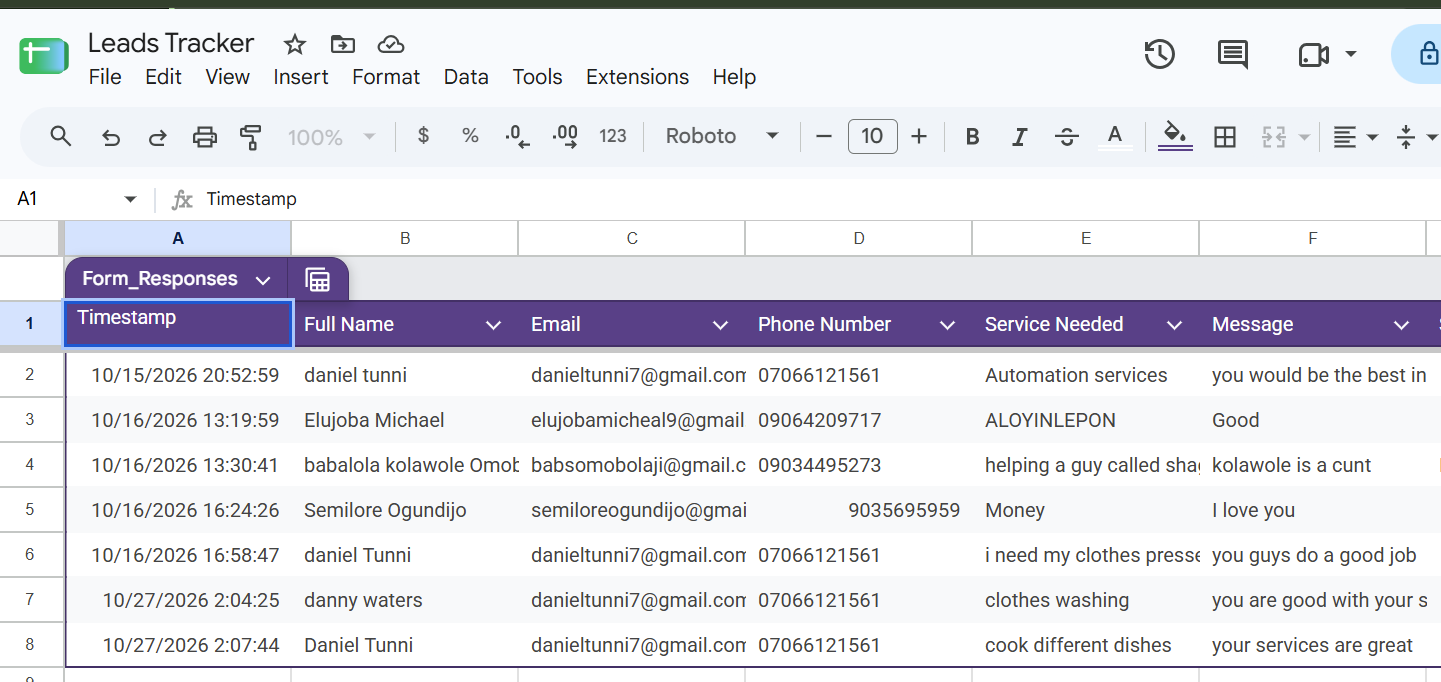 Leads Tracker
File Edit View Insert Format Data Tools Extensions Help
100% $ % .0 .00 123 Roboto 10 B I A
A1 fx Timestamp
A B C D E F
Form_Responses
1 Timestamp Full Name Email Phone Number Service Needed Message
2 10/15/2026 20:52:59 daniel tunni danieltunni7@gmail.com 07066121561 Automation services you would be the best in
3 10/16/2026 13:19:59 Elujoba Michael elujobamicheal9@gmail 09064209717 ALOYINLEPON Good
4 10/16/2026 13:30:41 babalola kolawole Omob babsomobolaji@gmail.c 09034495273 helping a guy called shag kolawole is a cunt
5 10/16/2026 16:24:26 Semilore Ogundijo semiloreogundijo@gmai 9035695959 Money I love you
6 10/16/2026 16:58:47 daniel Tunni danieltunni7@gmail.com 07066121561 i need my clothes presse you guys do a good job
7 10/27/2026 2:04:25 danny waters danieltunni7@gmail.com 07066121561 clothes washing you are good with your s
8 10/27/2026 2:07:44 Daniel Tunni danieltunni7@gmail.com 07066121561 cook different dishes your services are great